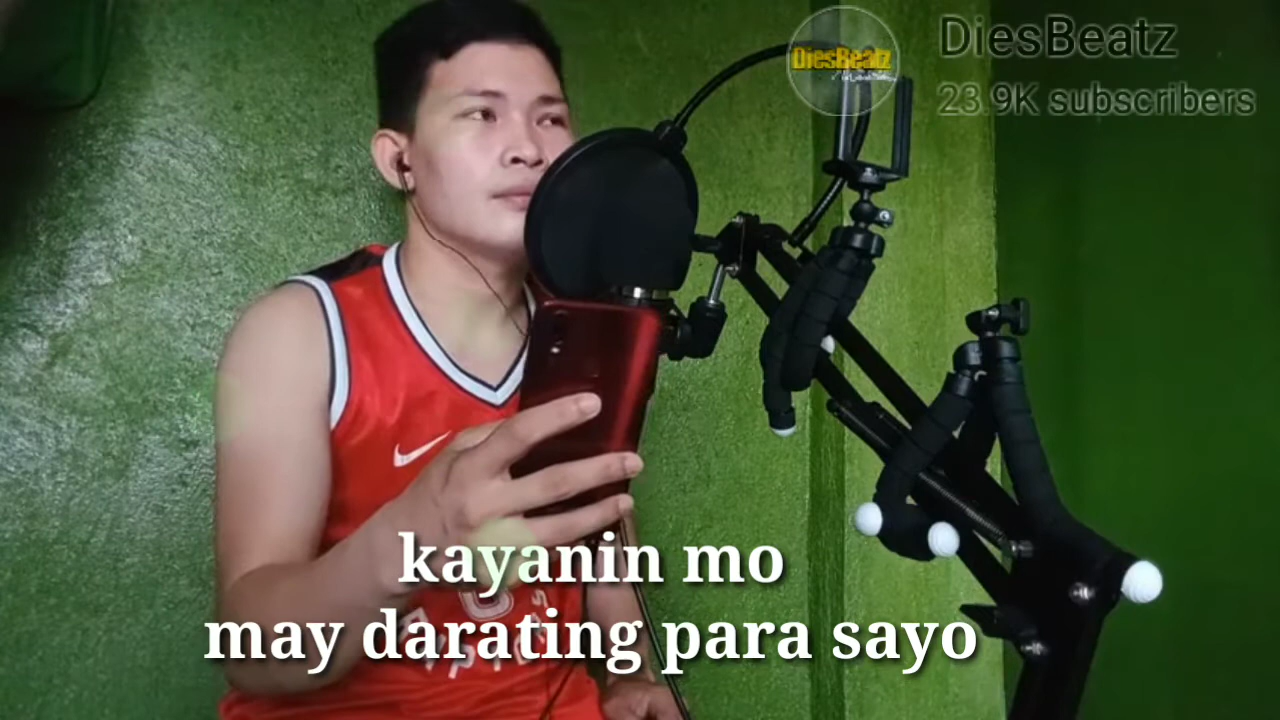 DiesBeatz
DiesBeatz
23.9K subscribers
kayanin mo
may darating para sayo